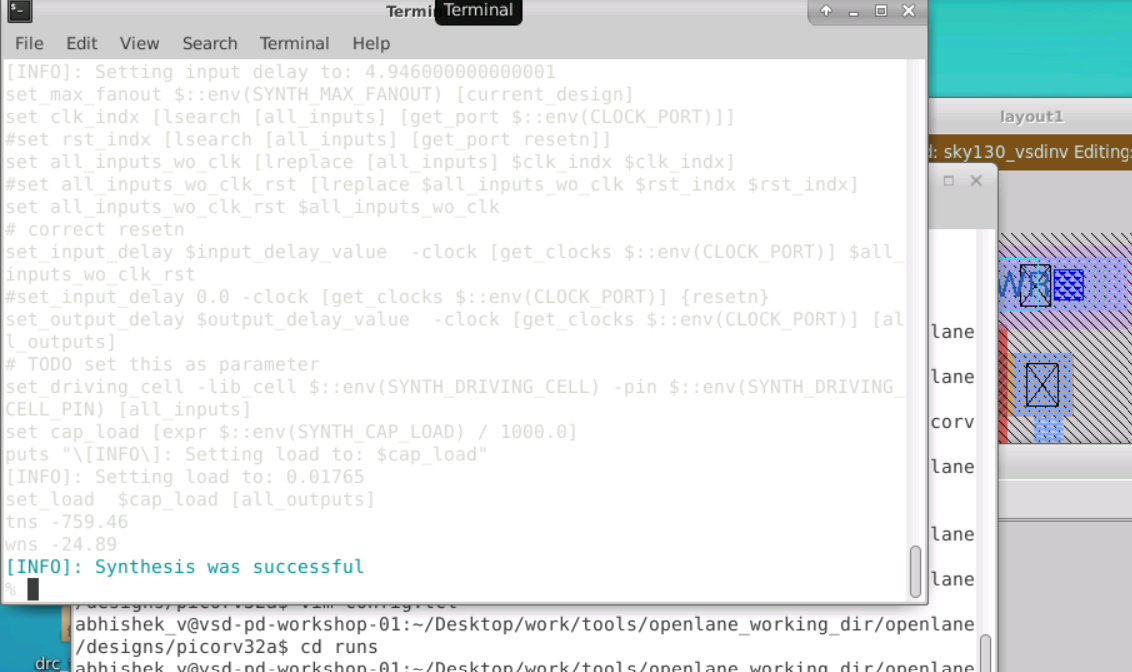 Terminal
File Edit View Search Terminal Help
[INFO]: Setting input delay to: 4.946000000000001
set_max_fanout $::env(SYNTH_MAX_FANOUT) [current_design]
set clk_indx [lsearch [all_inputs] [get_port $::env(CLOCK_PORT)]]
#set rst_indx [lsearch [all_inputs] [get_port resetn]]
set all_inputs_wo_clk [lreplace [all_inputs] $clk_indx $clk_indx]
#set all_inputs_wo_clk_rst [lreplace $all_inputs_wo_clk $rst_indx $rst_indx]
set all_inputs_wo_clk_rst $all_inputs_wo_clk
# correct resetn
set_input_delay $input_delay_value  -clock [get_clocks $::env(CLOCK_PORT)] $all_
inputs_wo_clk_rst
#set_input_delay 0.0 -clock [get_clocks $::env(CLOCK_PORT)] {resetn}
set_output_delay $output_delay_value  -clock [get_clocks $::env(CLOCK_PORT)] [al
l_outputs]
# TODO set this as parameter
set_driving_cell -lib_cell $::env(SYNTH_DRIVING_CELL) -pin $::env(SYNTH_DRIVING_
CELL_PIN) [all_inputs]
set cap_load [expr $::env(SYNTH_CAP_LOAD) / 1000.0]
puts "\[INFO\]: Setting load to: $cap_load"
[INFO]: Setting load to: 0.01765
set_load  $cap_load [all_outputs]
tns -759.46
wns -24.89
[INFO]: Synthesis was successful
%
layout1
d: sky130_vsdinv Editing:
lane
lane
corv
lane
lane
lane
/designs/picorv32a$ vim config.tcl
abhishek_v@vsd-pd-workshop-01:~/Desktop/work/tools/openlane_working_dir/openlane
/designs/picorv32a$ cd runs
abhishek_v@vsd-pd-workshop-01:~/Desktop/work/tools/openlane_working_dir/openlane
drc